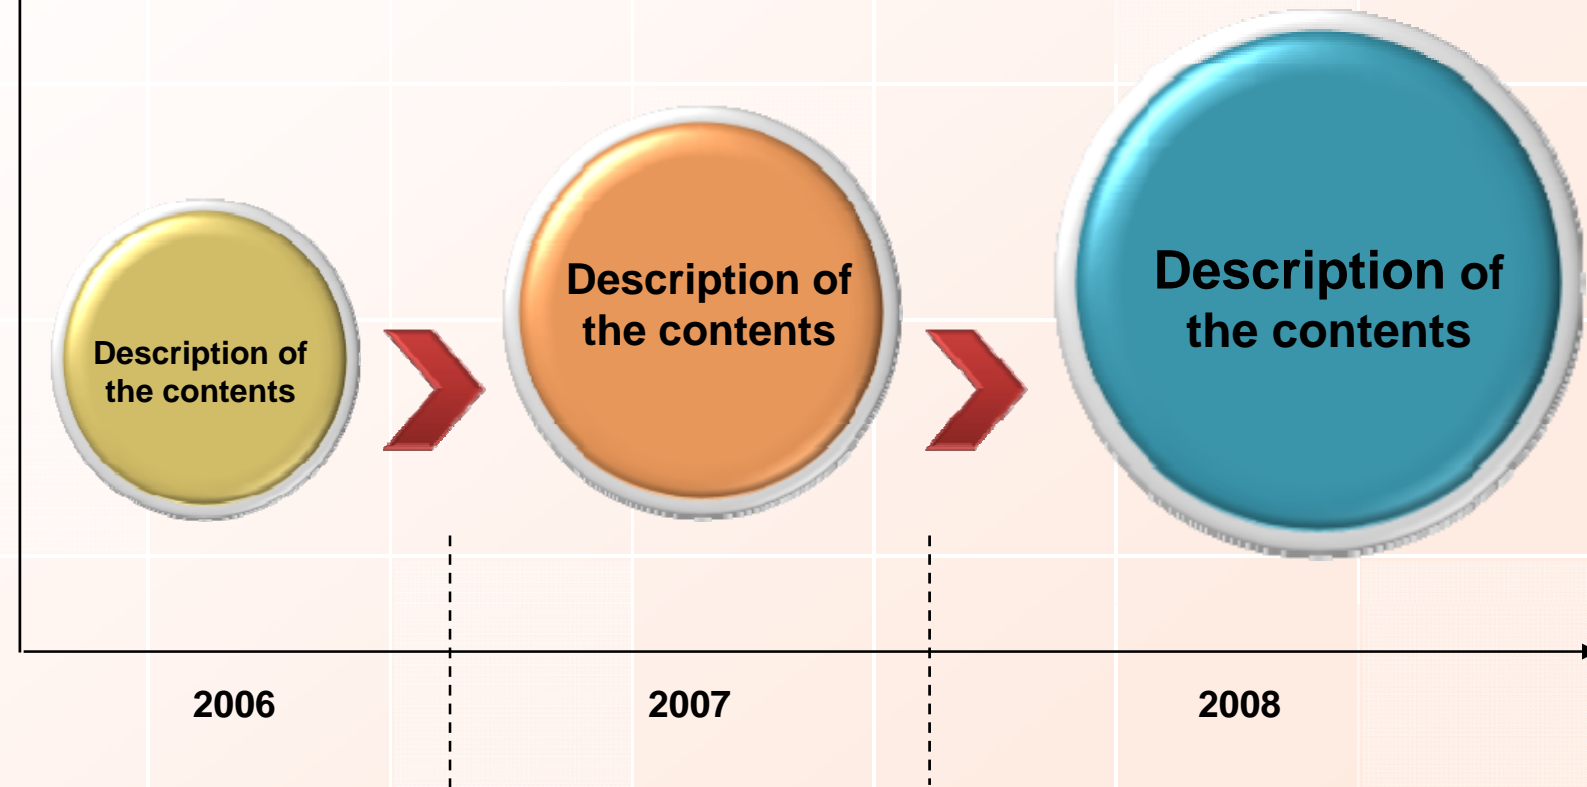 Description of
the contents
Description of
the contents
Description of
the contents
2006
2007
2008